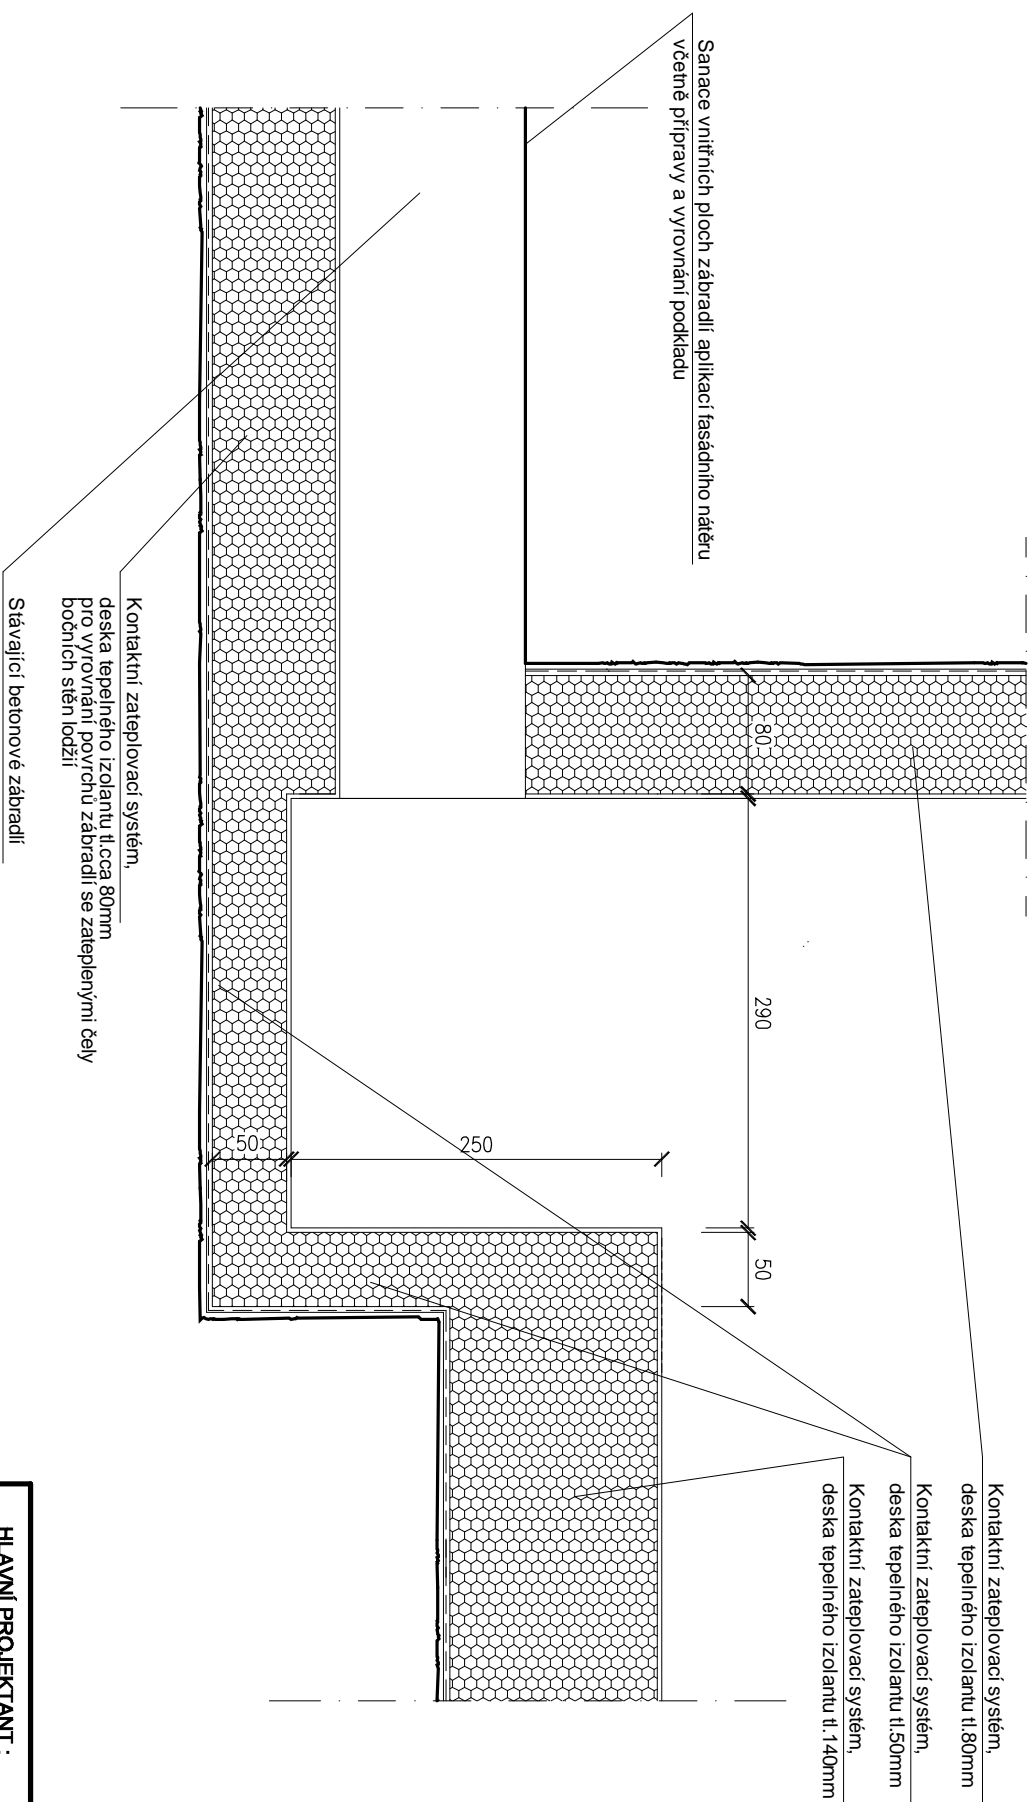 Kontaktní zateplovací systém,
deska tepelného izolantu tl.80mm
Kontaktní zateplovací systém,
deska tepelného izolantu tl.50mm
Kontaktní zateplovací systém,
deska tepelného izolantu tl.140mm
Sanace vnitřních ploch zábradlí aplikací fasádního nátěru
včetně přípravy a vyrovnání podkladu
80
290
50
250
50
Kontaktní zateplovací systém,
deska tepelného izolantu tl.cca 80mm
pro vyrovnání povrchů zábradlí se zateplenými čely
bočních stěn lodžií
Stávající betonové zábradlí
HLAVNÍ PROJEKTANT :